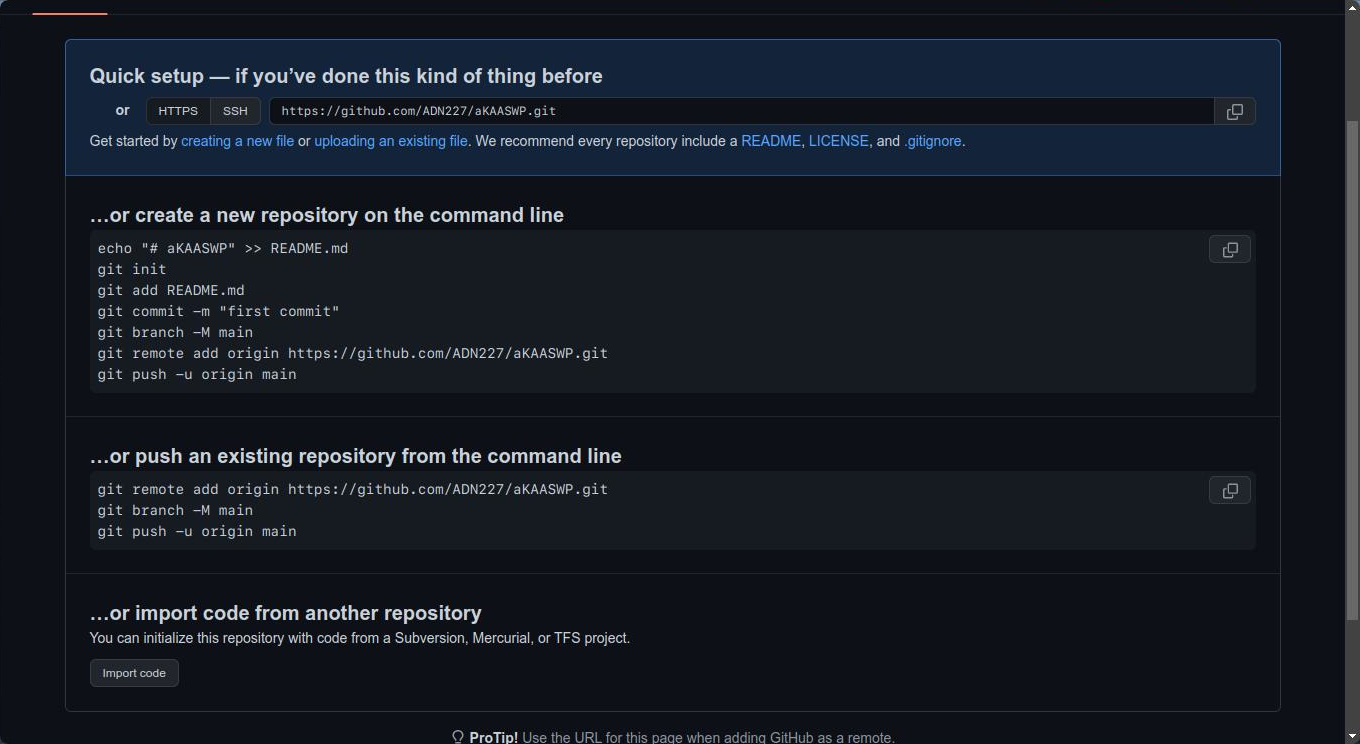 Quick setup — if you’ve done this kind of thing before
or HTTPS SSH https://github.com/ADN227/aKAASWP.git
Get started by creating a new file or uploading an existing file. We recommend every repository include a README, LICENSE, and .gitignore.
…or create a new repository on the command line
echo "# aKAASWP" >> README.md
git init
git add README.md
git commit -m "first commit"
git branch -M main
git remote add origin https://github.com/ADN227/aKAASWP.git
git push -u origin main
…or push an existing repository from the command line
git remote add origin https://github.com/ADN227/aKAASWP.git
git branch -M main
git push -u origin main
…or import code from another repository
You can initialize this repository with code from a Subversion, Mercurial, or TFS project.
Import code
ProTip! Use the URL for this page when adding GitHub as a remote.